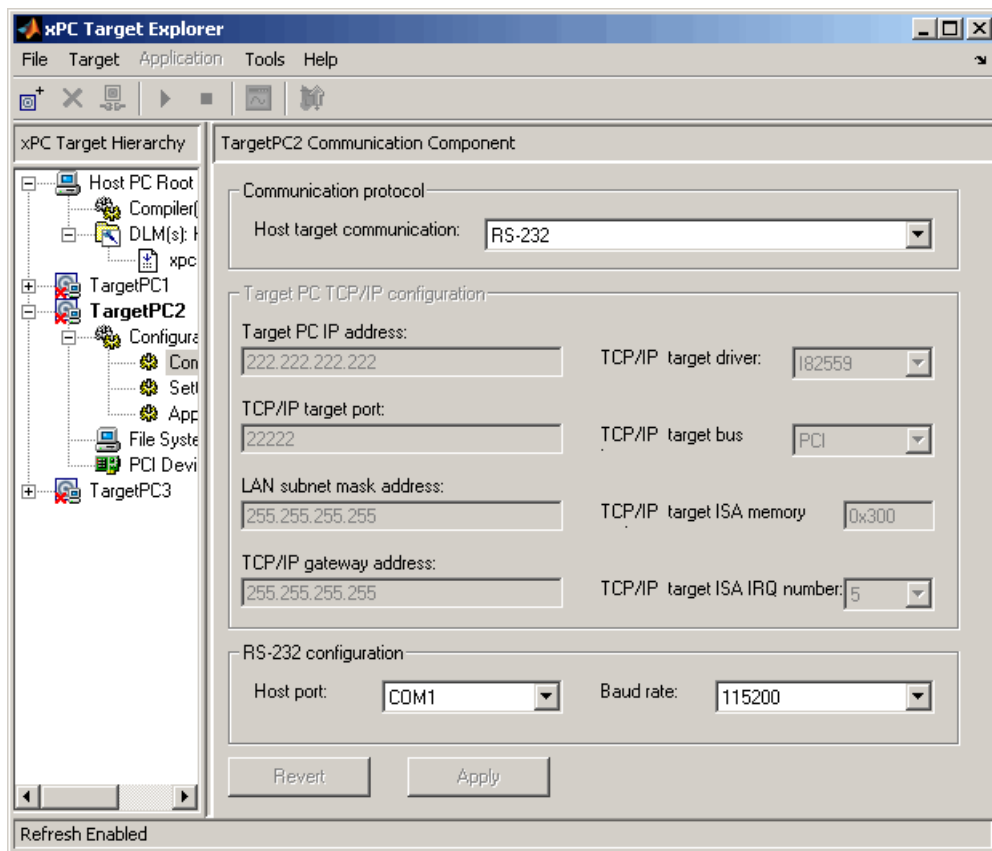 xPC Target Explorer
File Target Application Tools Help
xPC Target Hierarchy
TargetPC2 Communication Component
Host PC Root
Compiler(
DLM(s): H
xpc
TargetPC1
TargetPC2
Configura
Con
Sett
App
File Syste
PCI Devi
TargetPC3
Communication protocol
Host target communication: RS-232
Target PC TCP/IP configuration
Target PC IP address:
222.222.222.222
TCP/IP target driver: I82559
TCP/IP target port:
22222
TCP/IP target bus PCI
LAN subnet mask address:
255.255.255.255
TCP/IP target ISA memory 0x300
TCP/IP gateway address:
255.255.255.255
TCP/IP target ISA IRQ number: 5
RS-232 configuration
Host port: COM1 Baud rate: 115200
Revert Apply
Refresh Enabled